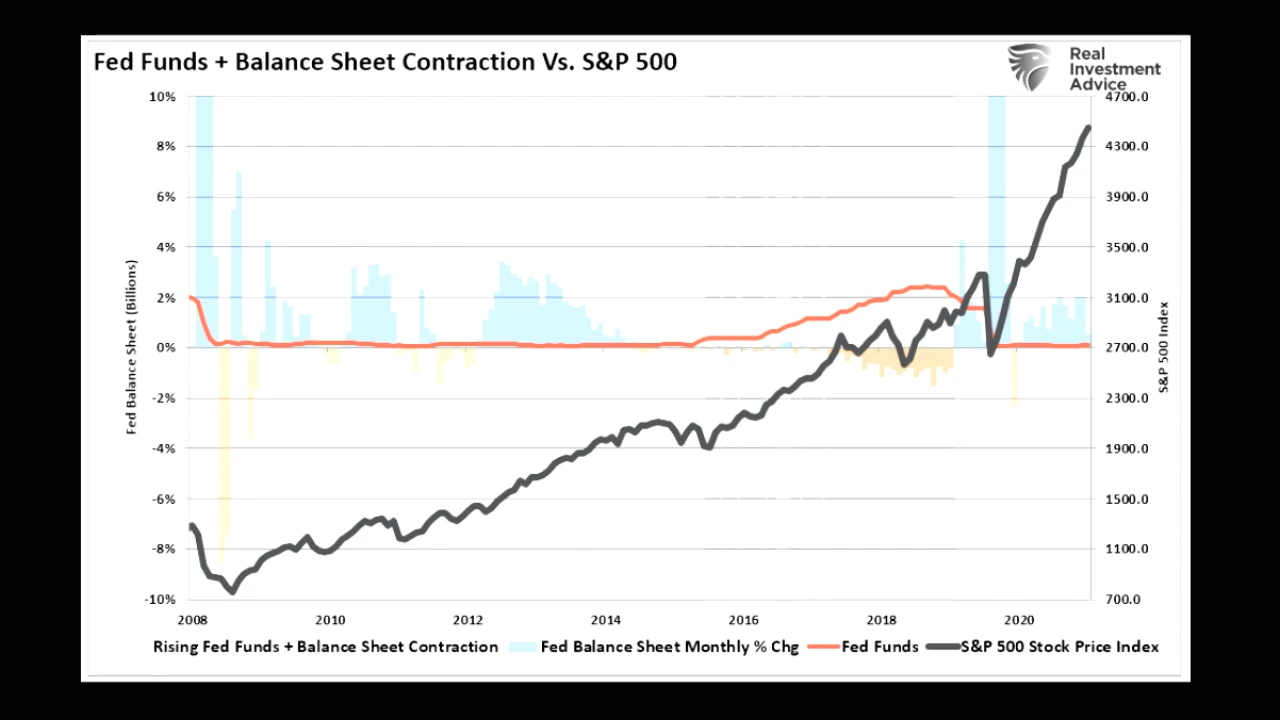 Fed Funds + Balance Sheet Contraction Vs. S&P 500
Real
Investment
Advice
10%
8%
6%
4%
2%
0%
-2%
-4%
-6%
-8%
-10%
Fed Balance Sheet (Billions)
4700.0
4300.0
3900.0
3500.0
3100.0
2700.0
2300.0
1900.0
1500.0
1100.0
700.0
S&P 500 Index
2008 2010 2012 2014 2016 2018 2020
Rising Fed Funds + Balance Sheet Contraction Fed Balance Sheet Monthly % Chg Fed Funds S&P 500 Stock Price Index